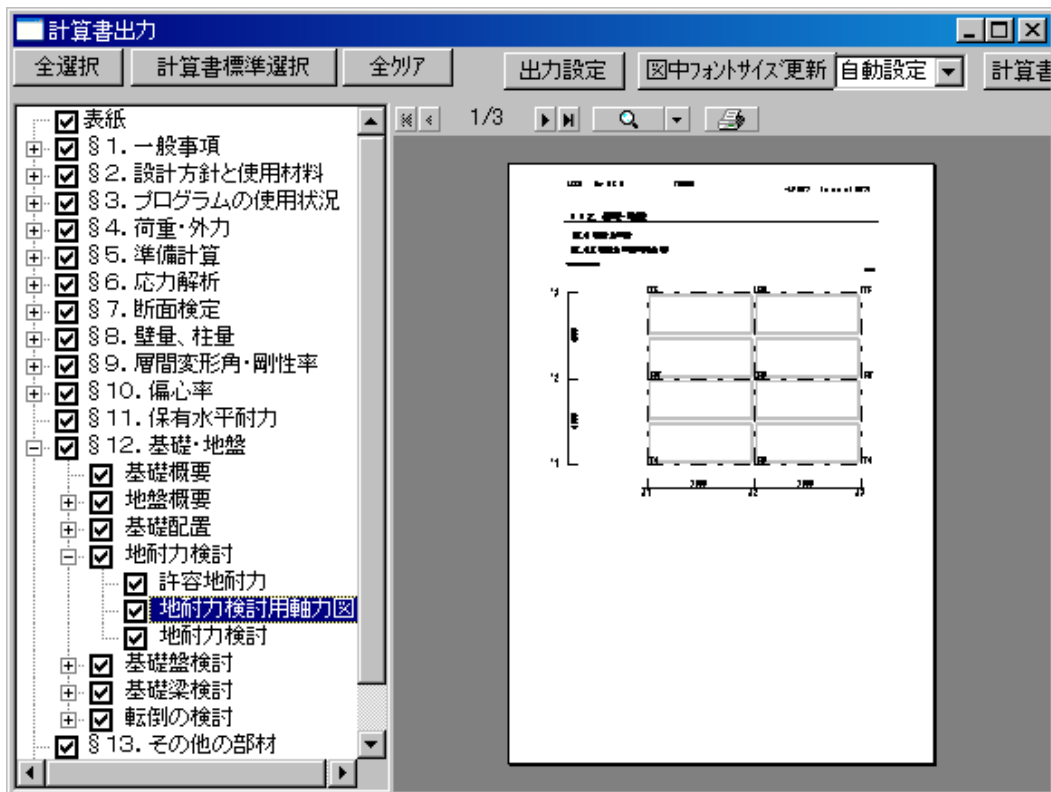 計算書出力
全選択 計算書標準選択 全ｸﾘｱ 出力設定 図中ﾌｫﾝﾄｻｲｽﾞ更新 自動設定 計算書
1/3
表紙
§1. 一般事項
§2. 設計方針と使用材料
§3. プログラムの使用状況
§4. 荷重・外力
§5. 準備計算
§6. 応力解析
§7. 断面検定
§8. 壁量、柱量
§9. 層間変形角・剛性率
§10. 偏心率
§11. 保有水平耐力
§12. 基礎・地盤
基礎概要
地盤概要
基礎配置
地耐力検討
許容地耐力
地耐力検討用軸力図
地耐力検討
基礎盤検討
基礎梁検討
転倒の検討
§13. その他の部材